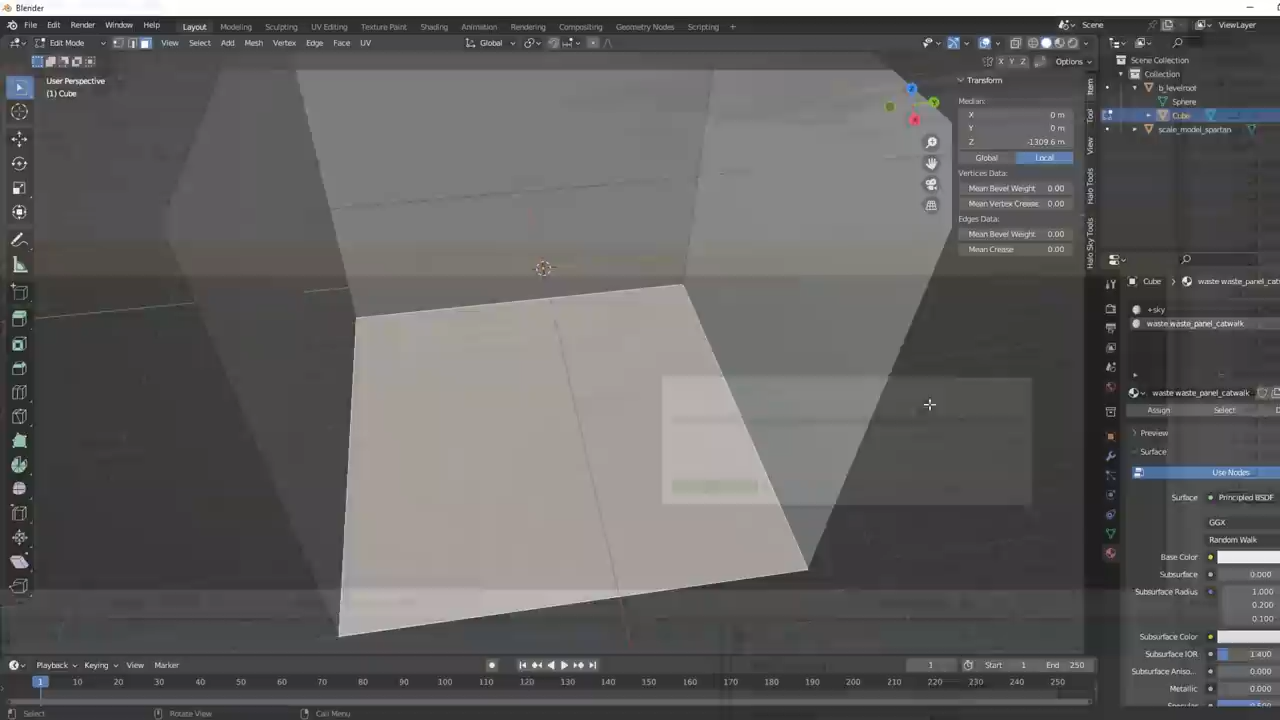 Blender
File Edit Render Window Help Layout Modeling Sculpting UV Editing Texture Paint Shading Animation Rendering Compositing Geometry Nodes Scripting + Scene ViewLayer
Edit Mode View Select Add Mesh Vertex Edge Face UV Global
X Y Z Options
User Perspective
(1) Cube
Transform
Median:
X 0 m
Y 0 m
Z -1309.6 m
Global Local
Vertices Data:
Mean Bevel Weight 0.00
Mean Vertex Crease 0.00
Edges Data:
Mean Bevel Weight 0.00
Mean Crease 0.00
Item
Tool
View
Halo Tools
Halo Sky Tools
Scene Collection
Collection
b_levelroot
Sphere
Cube
scale_model_spartan
Cube > waste waste_panel_cat
+sky
waste waste_panel_catwalk
waste waste_panel_catwalk
Assign Select D
Preview
Surface
Use Nodes
Surface Principled BSDF
GGX
Random Walk
Base Color
Subsurface 0.000
Subsurface Radius 1.000
0.200
0.100
Subsurface Color
Subsurface IOR 1.400
Subsurface Aniso... 0.000
Metallic 0.000
Playback Keying View Marker 1 Start 1 End 250
1 10 20 30 40 50 60 70 80 90 100 110 120 130 140 150 160 170 180 190 200 210 220 230 240 250
Select Rotate View Call Menu